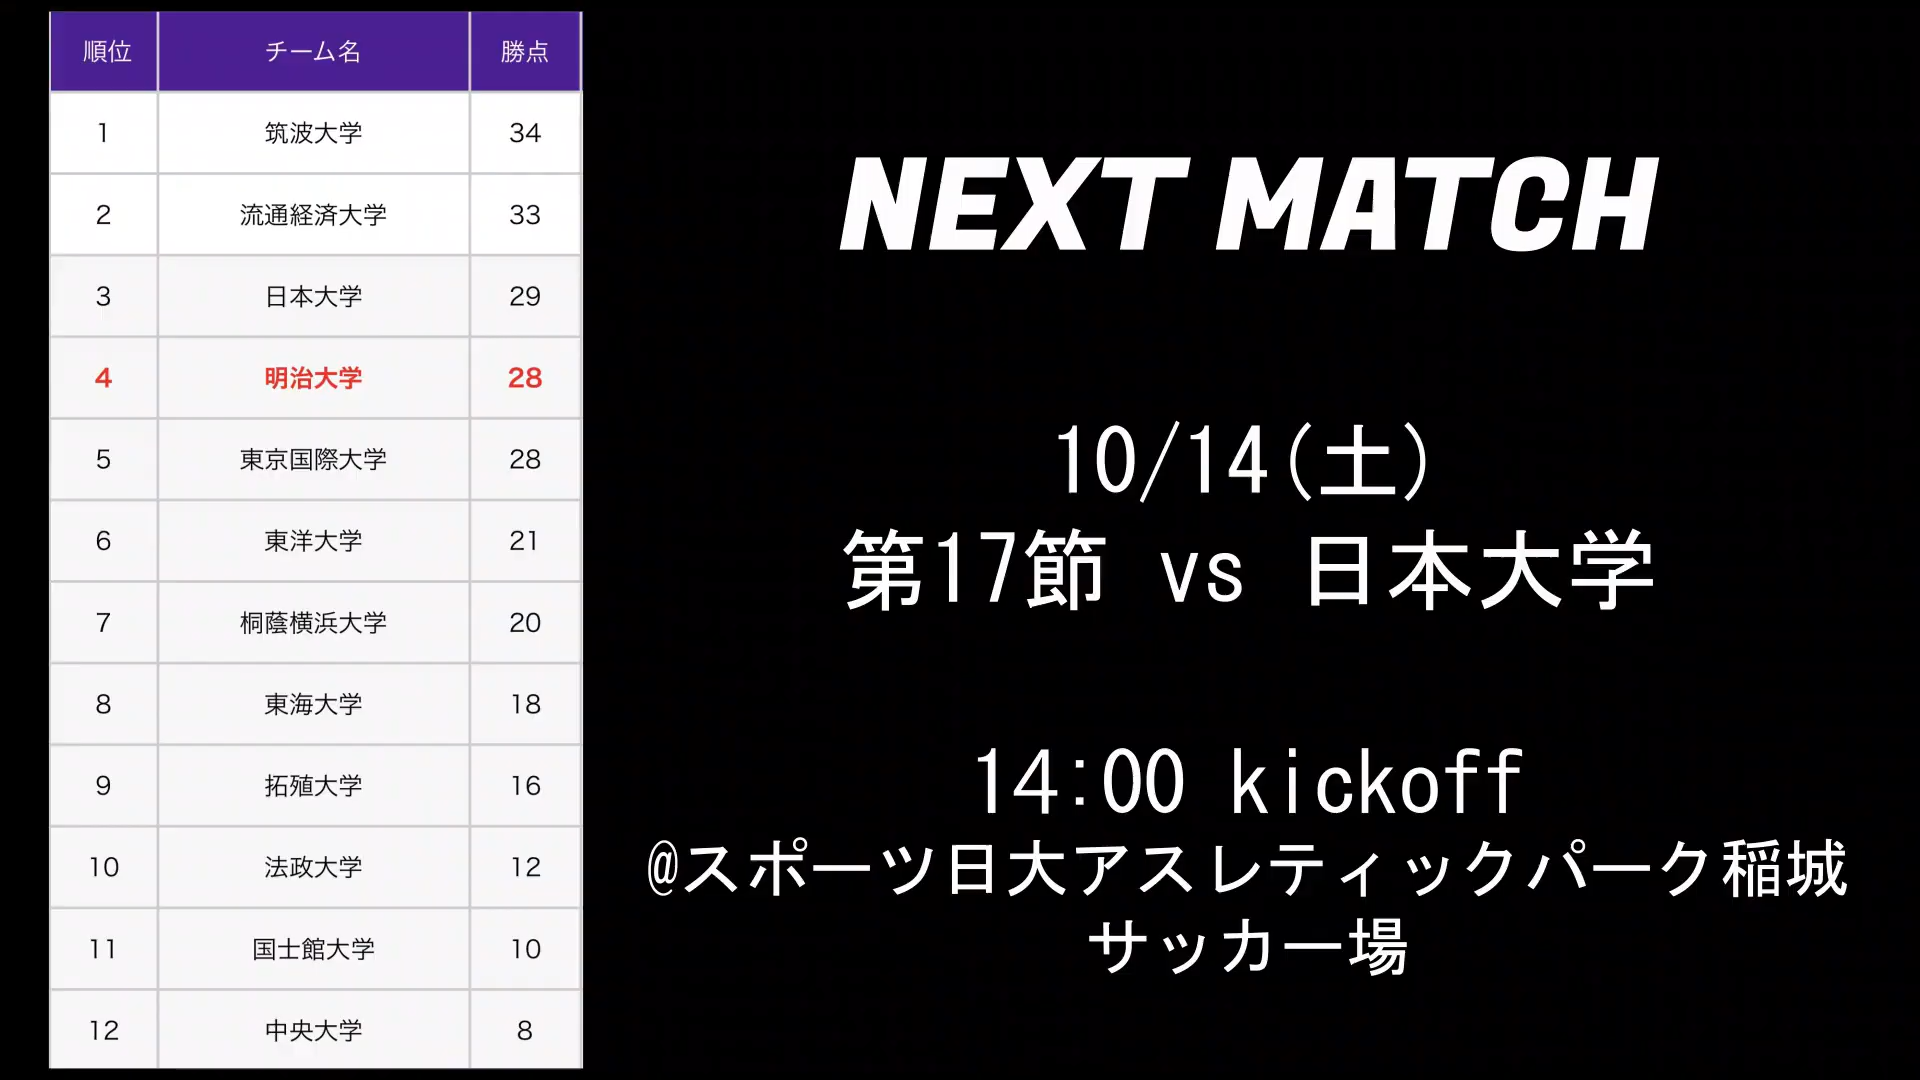 順位 チーム名 勝点
1 筑波大学 34
2 流通経済大学 33
3 日本大学 29
4 明治大学 28
5 東京国際大学 28
6 東洋大学 21
7 桐蔭横浜大学 20
8 東海大学 18
9 拓殖大学 16
10 法政大学 12
11 国士館大学 10
12 中央大学 8
NEXT MATCH
10/14(土)
第17節 vs 日本大学
14:00 kickoff
@スポーツ日大アスレティックパーク稲城
サッカー場